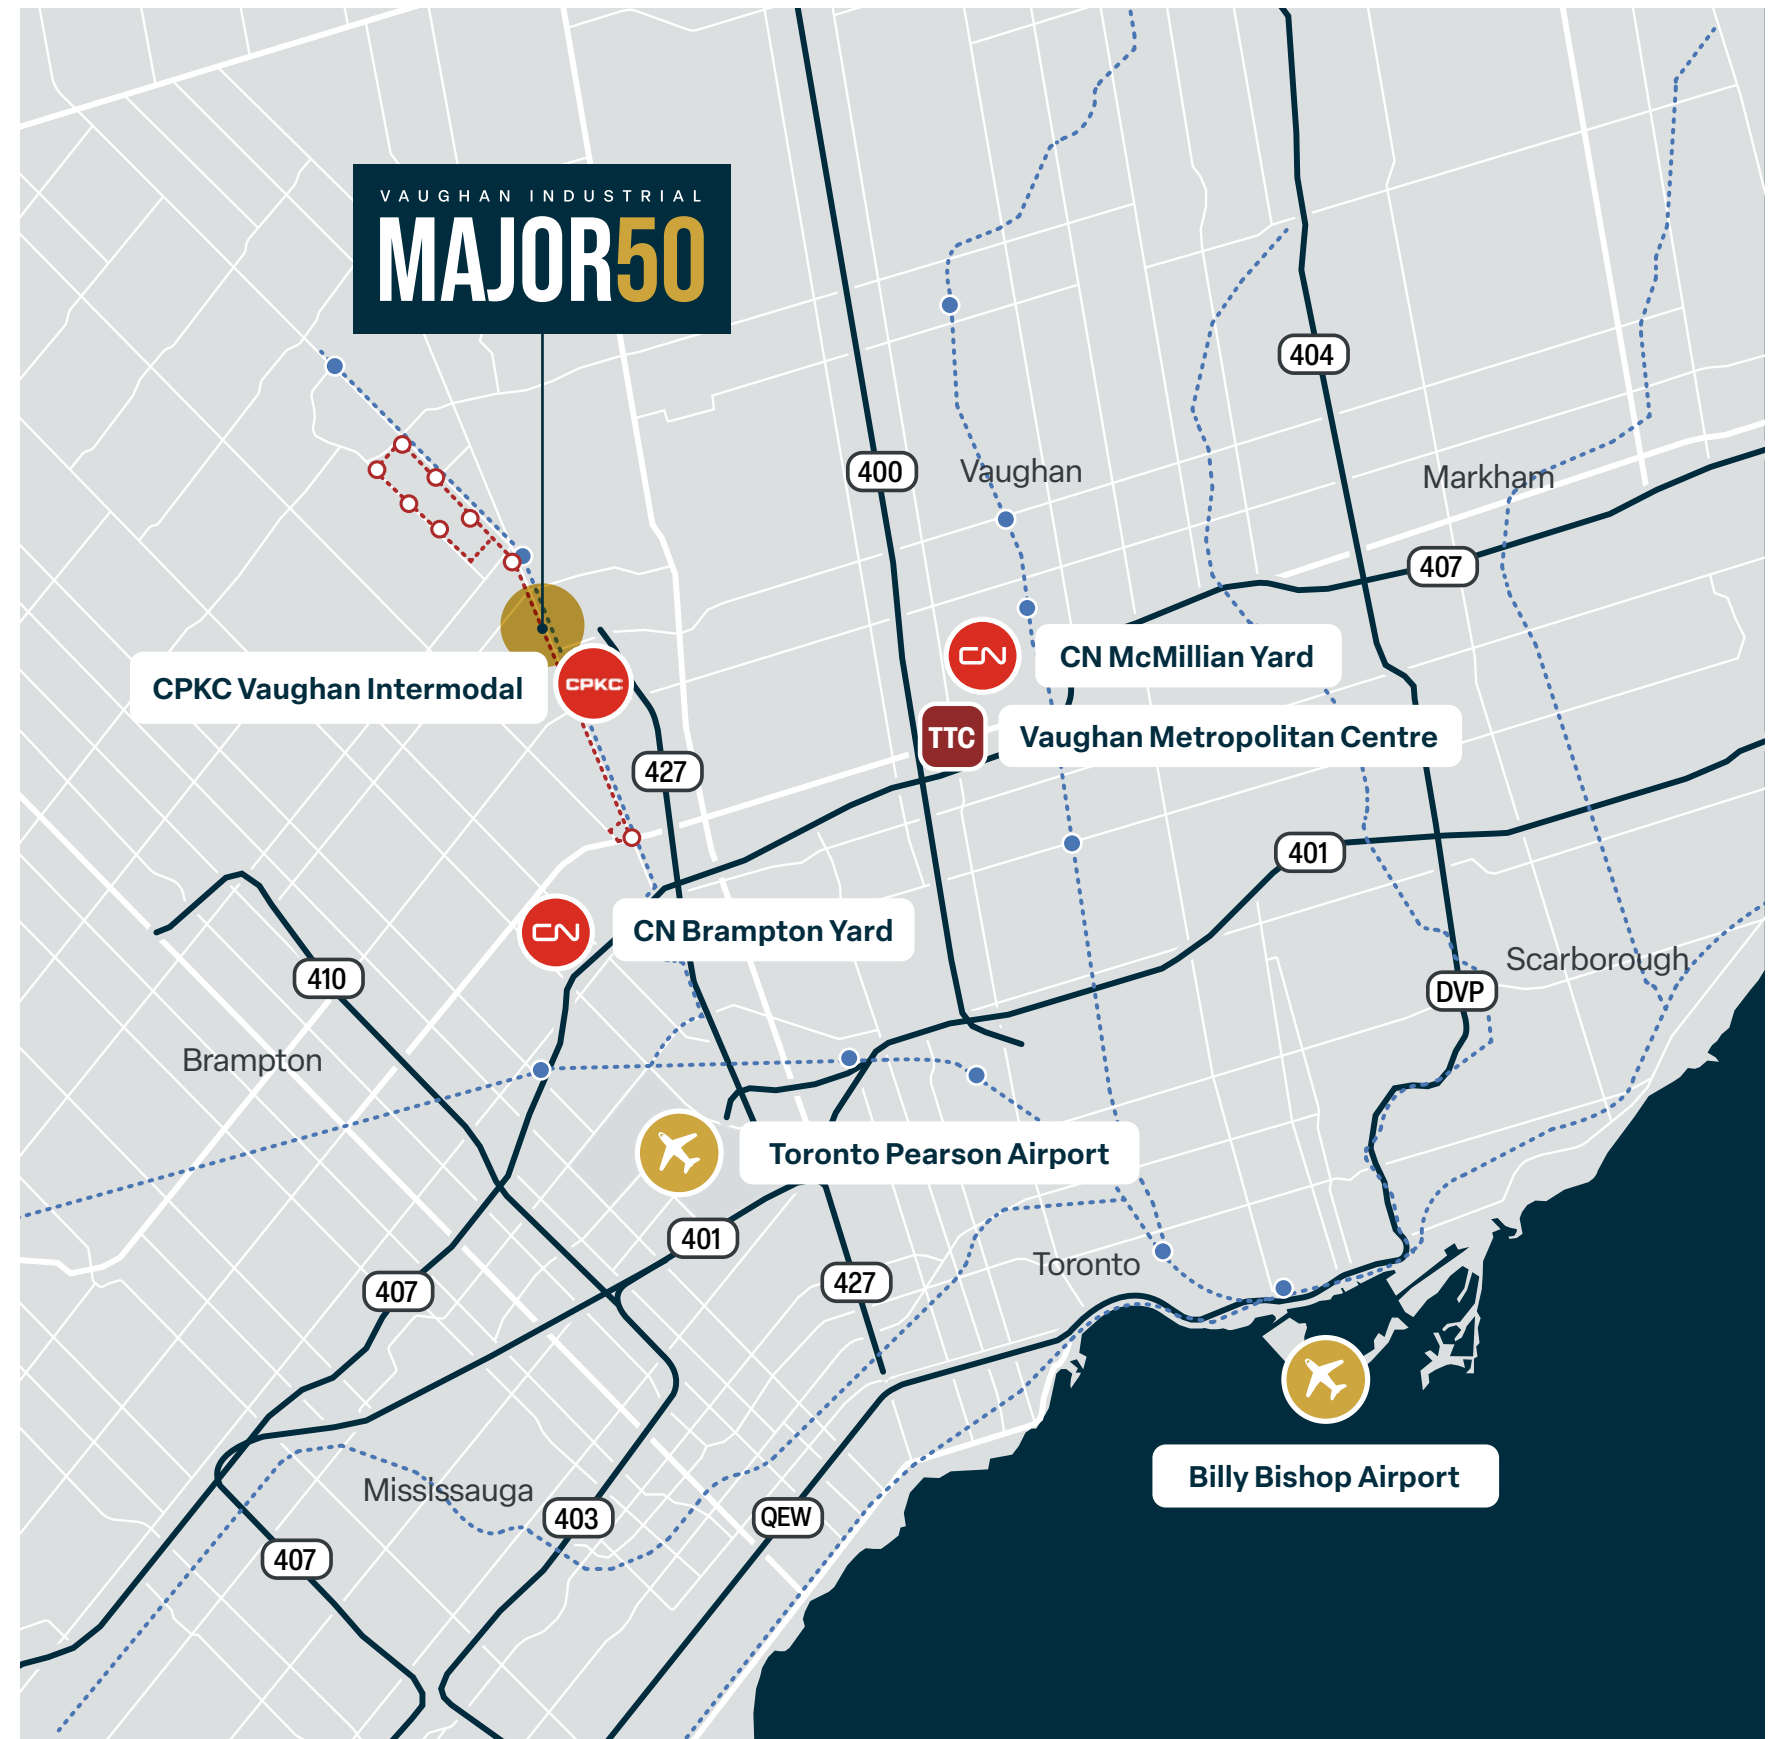 VAUGHAN INDUSTRIAL
MAJOR50
404
400
Vaughan
Markham
407
CN
CN McMillian Yard
CPKC Vaughan Intermodal
CPKC
TTC
Vaughan Metropolitan Centre
427
401
CN
CN Brampton Yard
Scarborough
410
DVP
Brampton
Toronto Pearson Airport
401
Toronto
407
427
Billy Bishop Airport
Mississauga
403
QEW
407